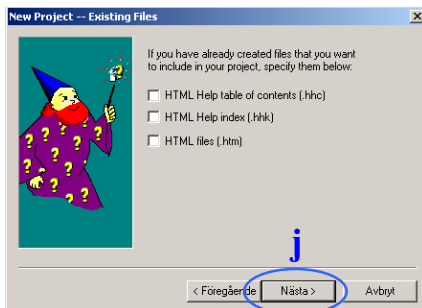 New Project -- Existing Files
If you have already created files that you want
to include in your project, specify them below:
HTML Help table of contents (.hhc)
HTML Help index (.hhk)
HTML files (.htm)
j
< Föregående
Nästa >
Avbryt